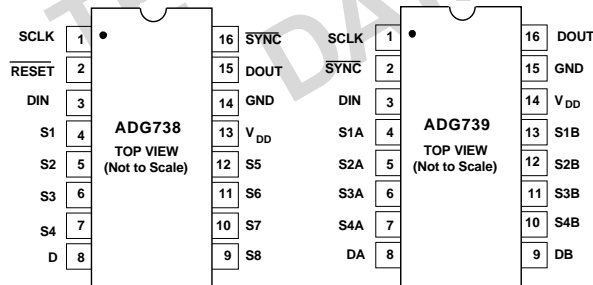 SCLK 1 16 SYNC
RESET 2 15 DOUT
DIN 3 14 GND
S1 4 13 VDD
S2 5 12 S5
S3 6 11 S6
S4 7 10 S7
D 8 9 S8
ADG738
TOP VIEW
(Not to Scale)
SCLK 1 16 DOUT
SYNC 2 15 GND
DIN 3 14 VDD
S1A 4 13 S1B
S2A 5 12 S2B
S3A 6 11 S3B
S4A 7 10 S4B
DA 8 9 DB
ADG739
TOP VIEW
(Not to Scale)